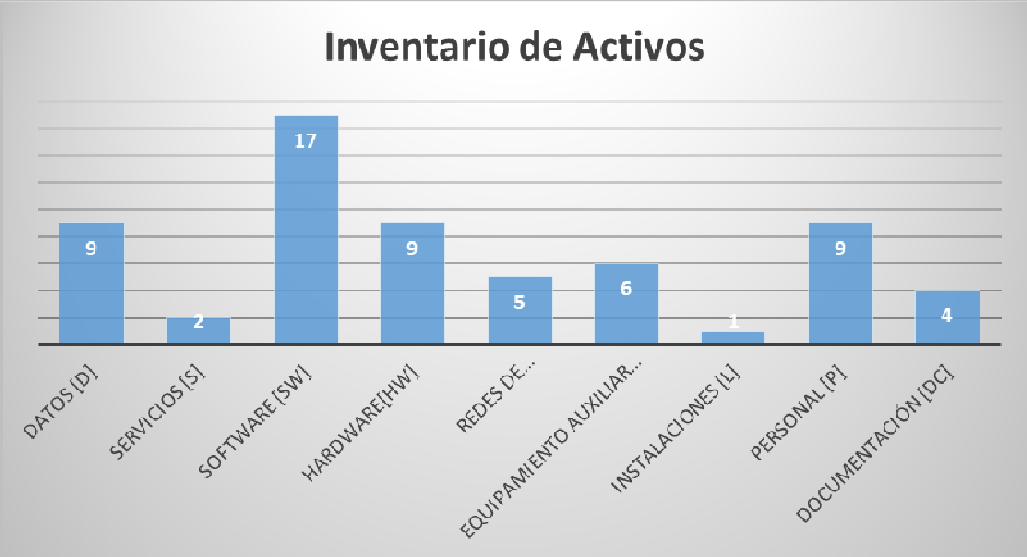 Inventario de Activos
17
9
9
9
5
6
2
1
4
DATOS [D]
SERVICIOS [S]
SOFTWARE [SW]
HARDWARE[HW]
REDES DE...
EQUIPAMIENTO AUXILIAR...
INSTALACIONES [L]
PERSONAL [P]
DOCUMENTACIÓN [DC]